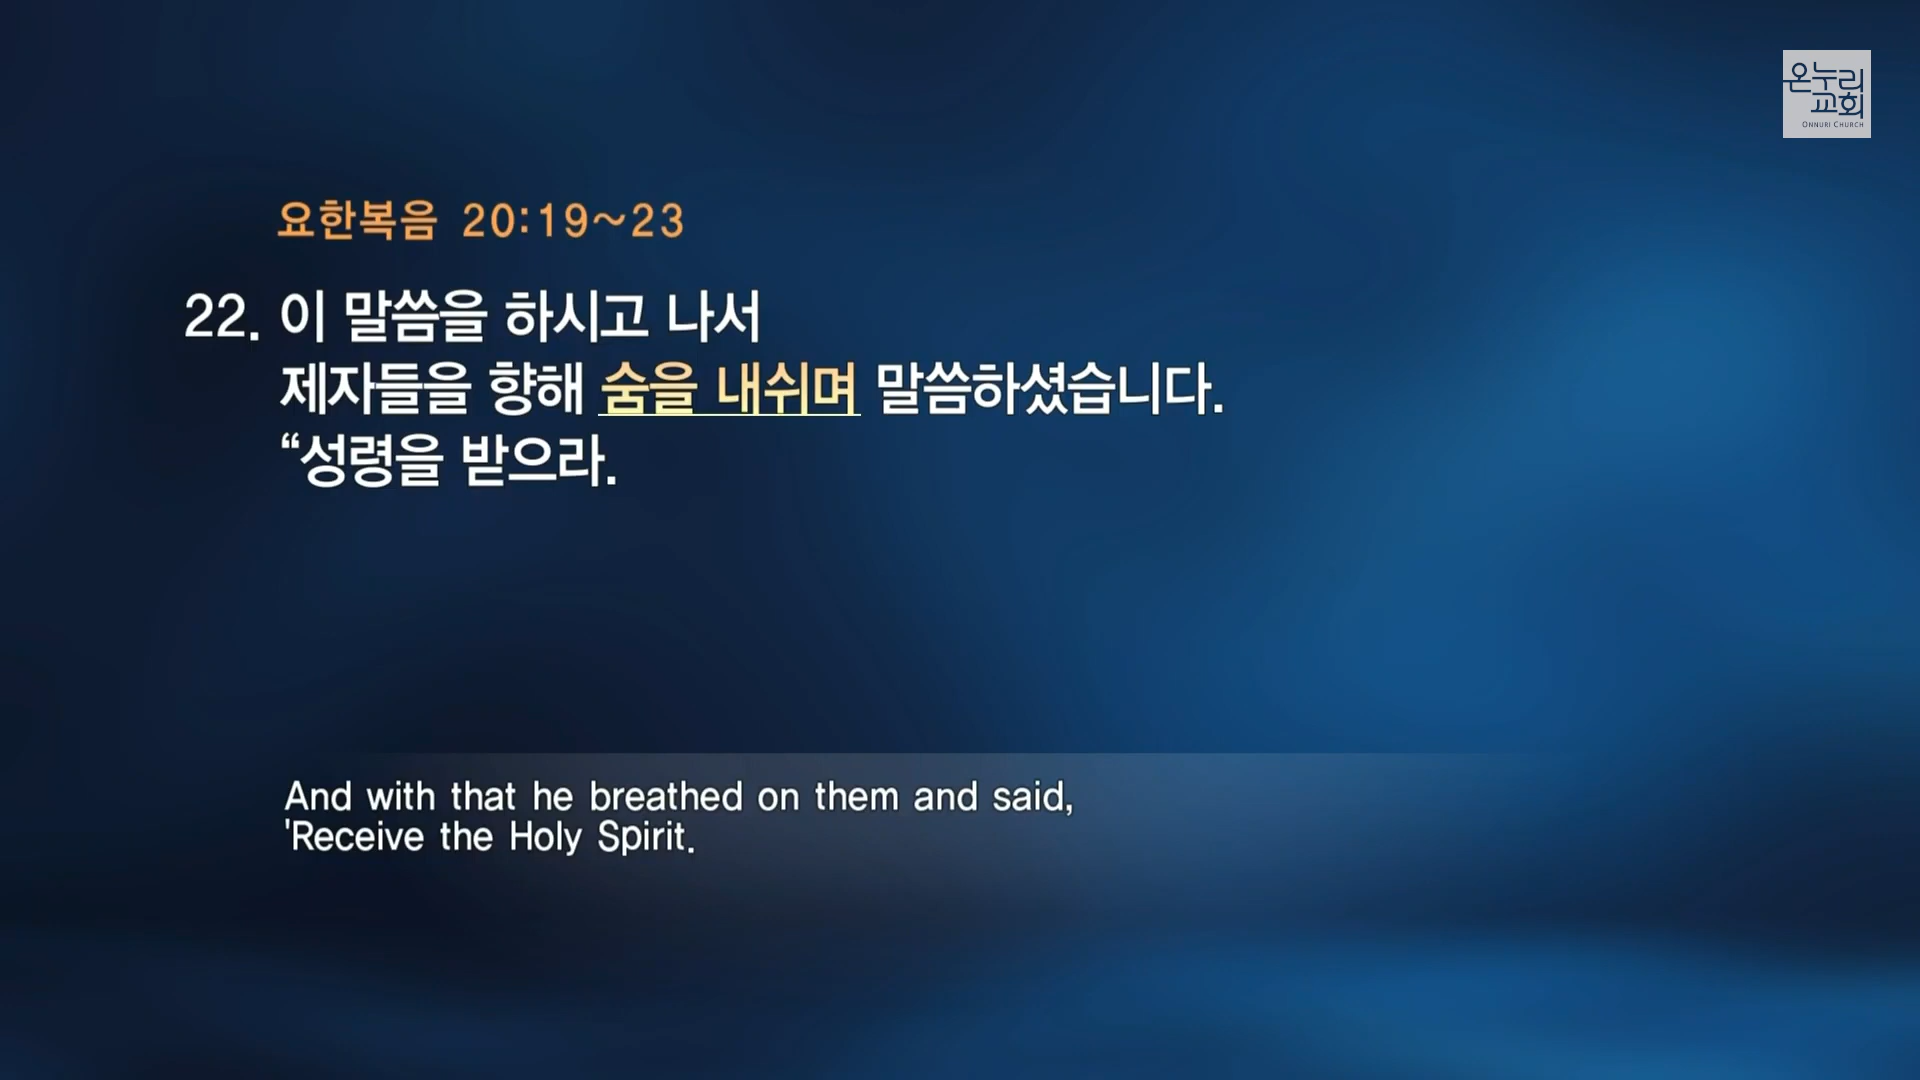 온누리
교회
ONNURI CHURCH
요한복음 20:19~23
22. 이 말씀을 하시고 나서
제자들을 향해 숨을 내쉬며 말씀하셨습니다.
“성령을 받으라.
And with that he breathed on them and said,
'Receive the Holy Spirit.